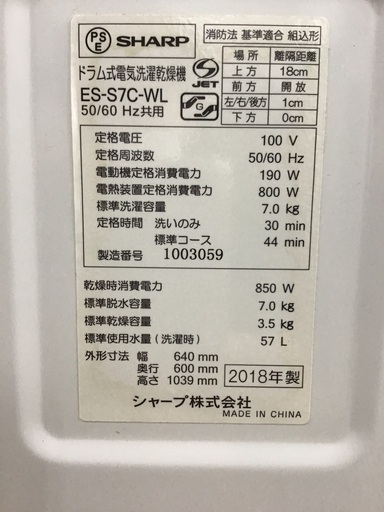 PS
E
SHARP
ドラム式電気洗濯乾燥機
ES-S7C-WL
50/60 Hz共用
S
JET
G
消防法 基準適合 組込形
場所 離隔距離
上方 18cm
前方 開放
左/右/後方 1cm
下方 0cm
定格電圧 100 V
定格周波数 50/60 Hz
電動機定格消費電力 190 W
電熱装置定格消費電力 800 W
標準洗濯容量 7.0 kg
定格時間 洗いのみ 30 min
標準コース 44 min
製造番号 1003059
乾燥時消費電力 850 W
標準脱水容量 7.0 kg
標準乾燥容量 3.5 kg
標準使用水量(洗濯時) 57 L
外形寸法 幅 640 mm
奥行 600 mm
高さ 1039 mm
2018年製
シャープ株式会社
MADE IN CHINA